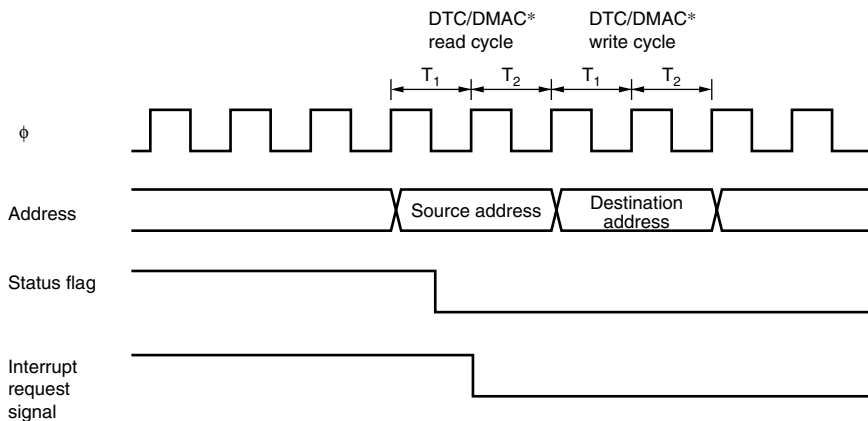 DTC/DMAC*
read cycle
DTC/DMAC*
write cycle
T1
T2
T1
T2
ϕ
Address
Source address
Destination
address
Status flag
Interrupt
request
signal